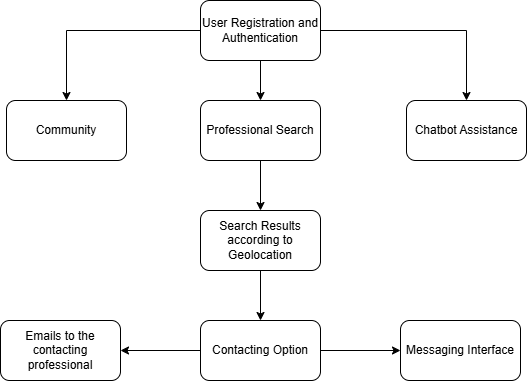 User Registration and
Authentication
Community
Professional Search
Chatbot Assistance
Search Results
according to
Geolocation
Emails to the
contacting
professional
Contacting Option
Messaging Interface